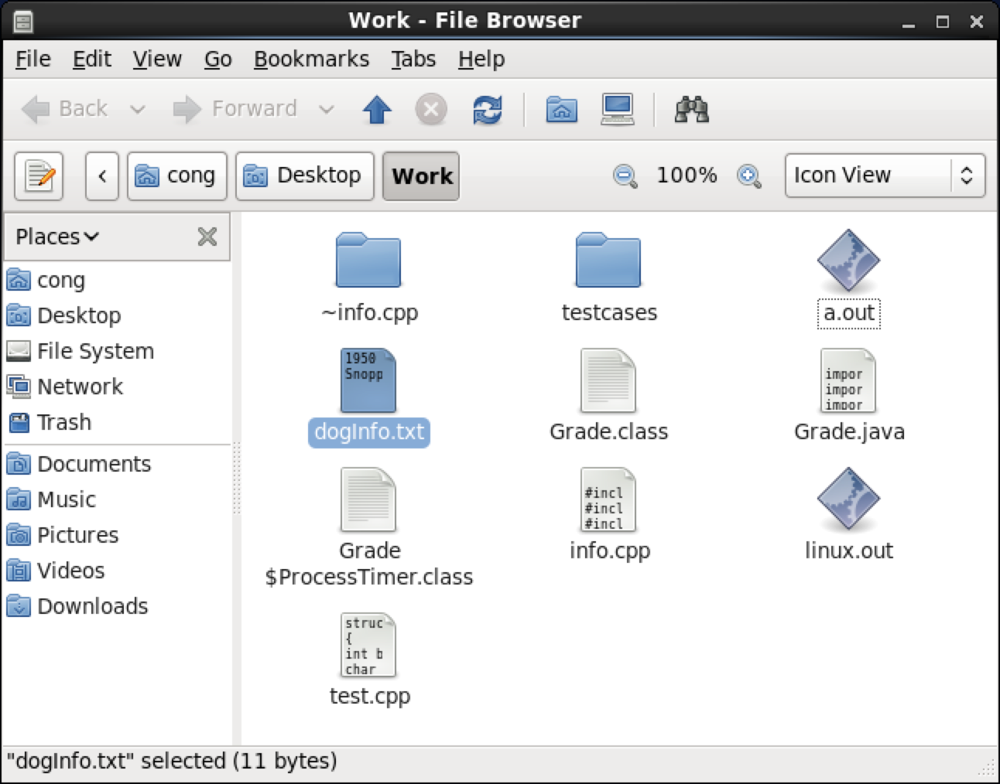 Work - File Browser
File Edit View Go Bookmarks Tabs Help
Back Forward
cong Desktop Work 100% Icon View
Places
cong
Desktop
File System
Network
Trash
Documents
Music
Pictures
Videos
Downloads
~info.cpp testcases a.out
1950
Snopp
impor
impor
impor
dogInfo.txt Grade.class Grade.java
#incl
#incl
#incl
Grade
$ProcessTimer.class
info.cpp linux.out
struc
{
int b
char
test.cpp
"dogInfo.txt" selected (11 bytes)